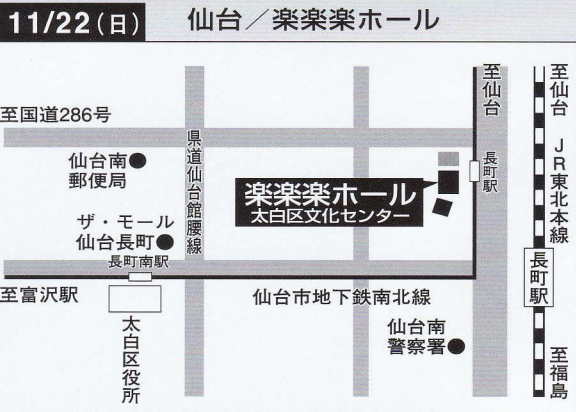 11/22(日) 仙台／楽楽楽ホール
至国道286号
仙台南
郵便局
ザ・モール
仙台長町
長町南駅
至富沢駅
太白区役所
県道仙台館腰線
楽楽楽ホール
太白区文化センター
仙台市地下鉄南北線
仙台南
警察署
至仙台
長町駅
至仙台
JR東北本線
長町駅
至福島